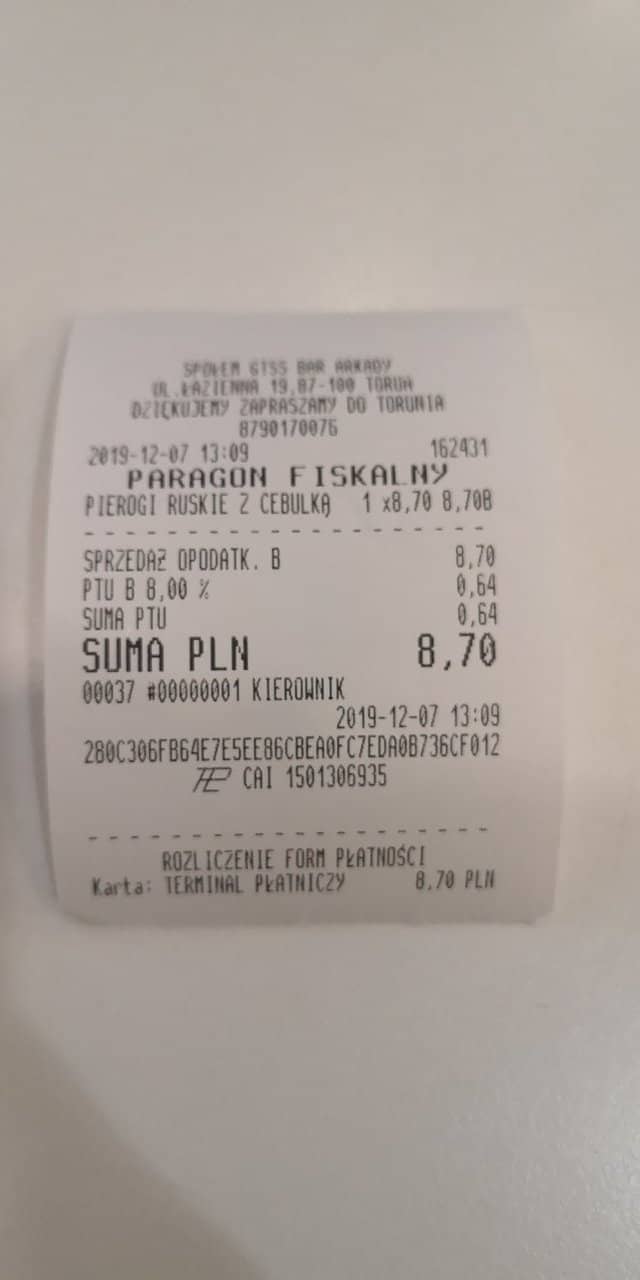 SPOŁEM GTSS BAR ARKADY
UL.ŁAZIENNA 19,87-100 TORUŃ
DZIĘKUJEMY ZAPRASZAMY DO TORUNIA
8790170076
2019-12-07 13:09 162431
PARAGON FISKALNY
PIEROGI RUSKIE Z CEBULKĄ 1 x8,70 8,70B
SPRZEDAŻ OPODATK. B 8,70
PTU B 8,00 % 0,64
SUMA PTU 0,64
SUMA PLN 8,70
00037 #00000001 KIEROWNIK
2019-12-07 13:09
280C306FB64E7E5EE86CBEA0FC7EDA0B736CF012
CAI 1501306935
ROZLICZENIE FORM PŁATNOŚCI
Karta: TERMINAL PŁATNICZY 8,70 PLN